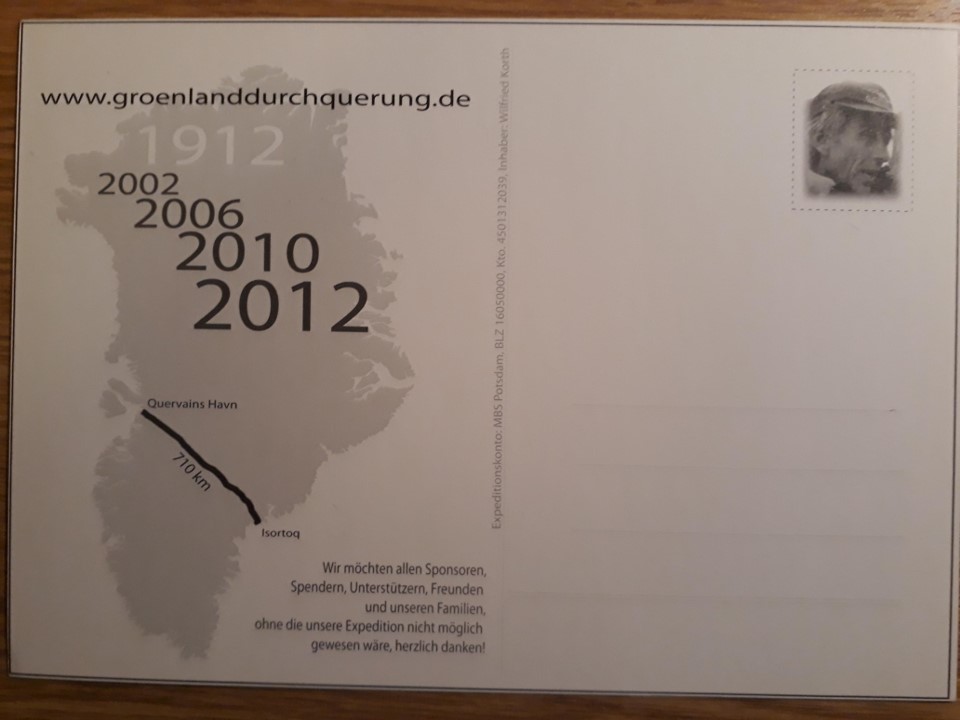 www.groenlanddurchquerung.de
1912
2002
2006
2010
2012
Quervains Havn
710 km
Isortoq
Wir möchten allen Sponsoren,
Spendern, Unterstützern, Freunden
und unseren Familien,
ohne die unsere Expedition nicht möglich
gewesen wäre, herzlich danken!
Expeditionskonto: MBS Potsdam, BLZ 16050000, Kto. 4501312039, Inhaber: Wilfried Korth